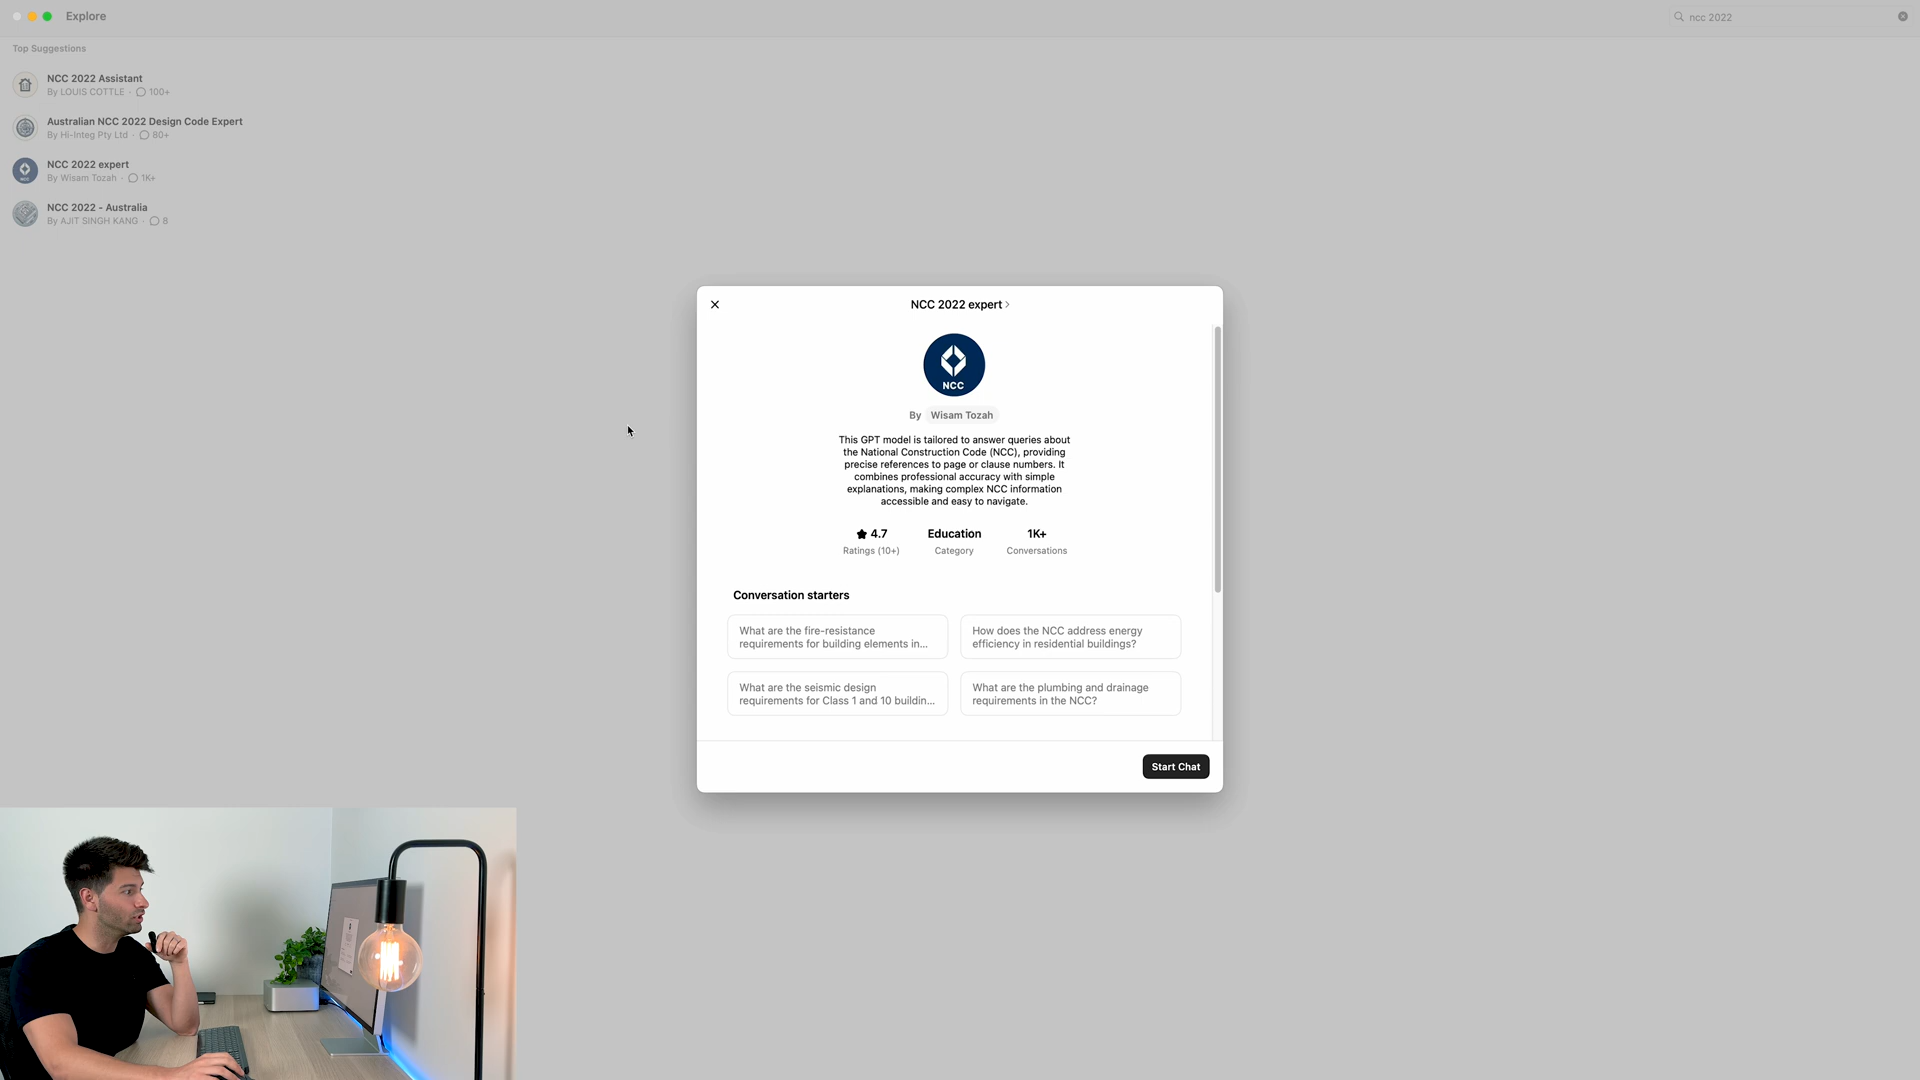 Explore
ncc 2022
Top Suggestions
NCC 2022 Assistant
By LOUIS COTTLE · 100+
Australian NCC 2022 Design Code Expert
By Hi-Integ Pty Ltd · 80+
NCC 2022 expert
By Wisam Tozah · 1K+
NCC 2022 - Australia
By AJIT SINGH KANG · 8
NCC 2022 expert
NCC
By Wisam Tozah
This GPT model is tailored to answer queries about
the National Construction Code (NCC), providing
precise references to page or clause numbers. It
combines professional accuracy with simple
explanations, making complex NCC information
accessible and easy to navigate.
4.7 Education 1K+
Ratings (10+) Category Conversations
Conversation starters
What are the fire-resistance
requirements for building elements in...
How does the NCC address energy
efficiency in residential buildings?
What are the seismic design
requirements for Class 1 and 10 buildin...
What are the plumbing and drainage
requirements in the NCC?
Start Chat